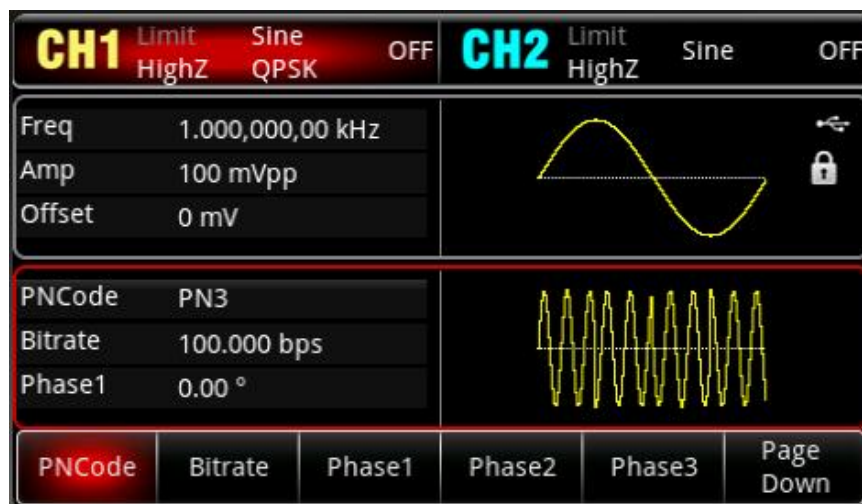 CH1 Limit Sine OFF CH2 Limit Sine OFF
HighZ QPSK HighZ
Freq 1.000,000,00 kHz
Amp 100 mVpp
Offset 0 mV
PNCode PN3
Bitrate 100.000 bps
Phase1 0.00 °
PNCode Bitrate Phase1 Phase2 Phase3 Page
Down